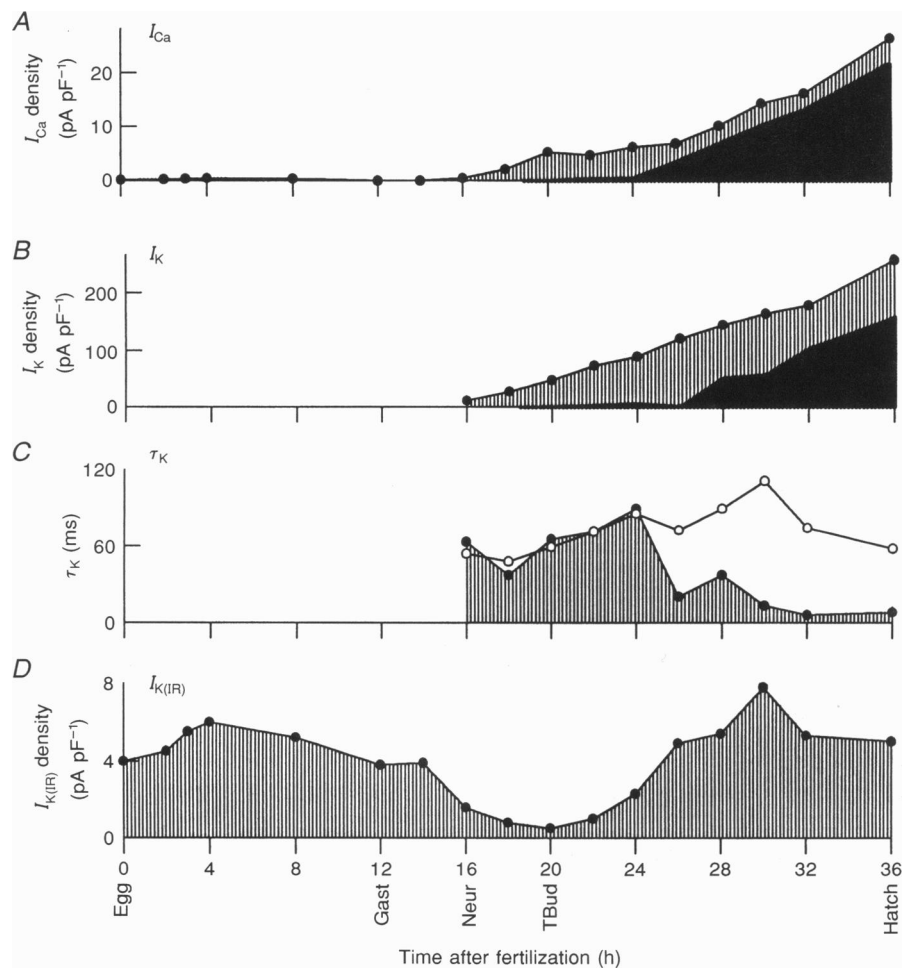 A
I_Ca
I_Ca density
(pA pF⁻¹)
20
10
0
B
I_K
I_K density
(pA pF⁻¹)
200
100
0
C
τ_K
τ_K (ms)
120
60
0
D
I_K(IR)
I_K(IR) density
(pA pF⁻¹)
8
4
0
0 4 8 12 16 20 24 28 32 36
Egg Gast Neur TBud Hatch
Time after fertilization (h)